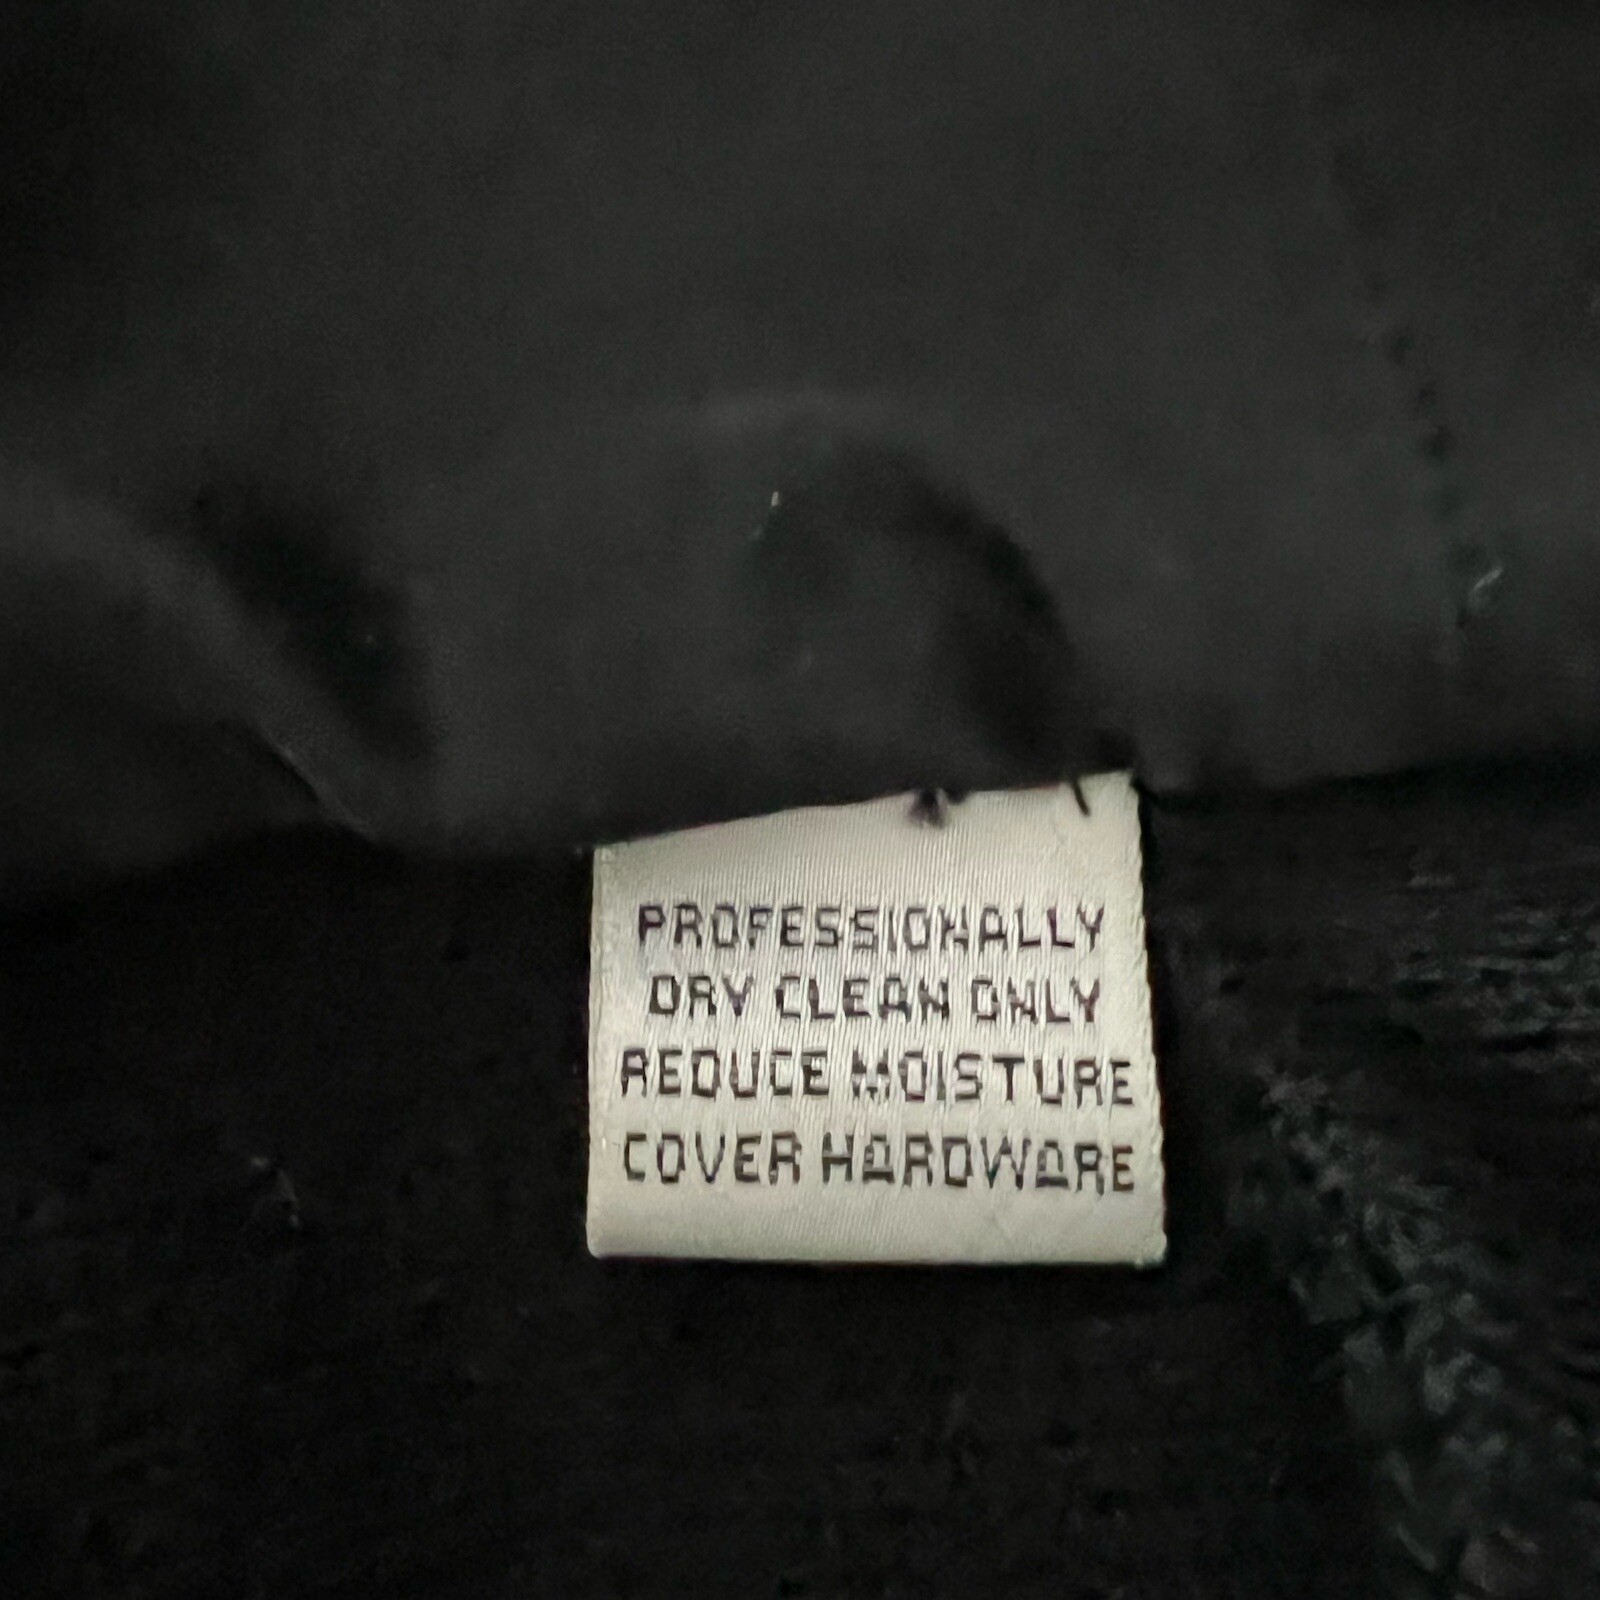 PROFESSIONALLY
DRY CLEAN ONLY
REDUCE MOISTURE
COVER HARDWARE